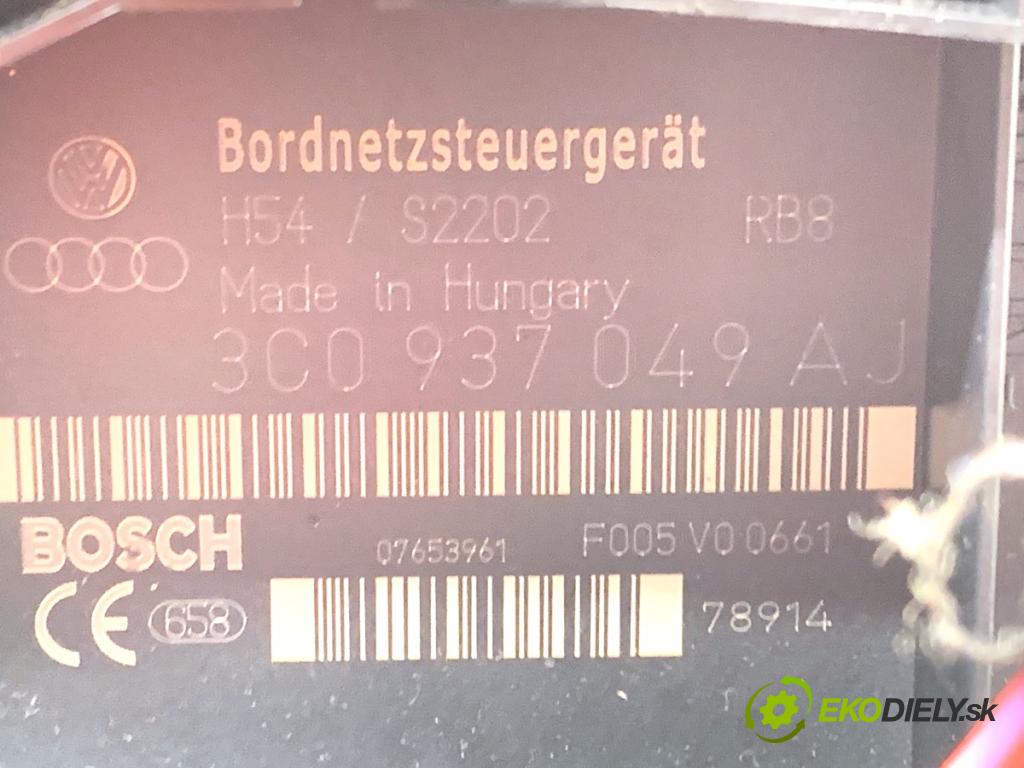 Bordnetzsteuergerät
H54 / S2202 RB8
Made in Hungary
3C0 937 049 AJ
BOSCH 07653961 F005 V0 0661
CE 658 78914
EKODIELY.sk